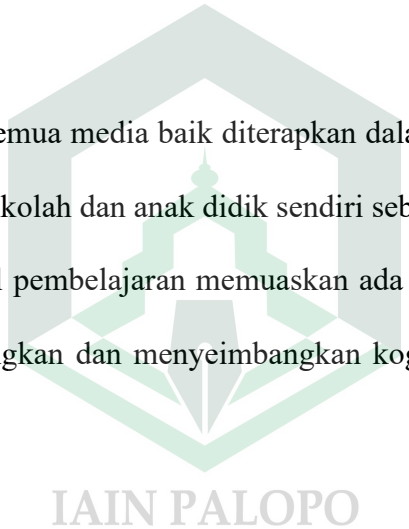 emua media baik diterapkan dala
kolah dan anak didik sendiri seb
pembelajaran memuaskan ada
gkan dan menyeimbangkan kog
IAIN PALOPO